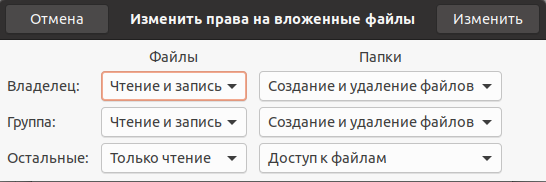 Отмена Изменить права на вложенные файлы Изменить
Файлы Папки
Владелец: Чтение и запись Создание и удаление файлов
Группа: Чтение и запись Создание и удаление файлов
Остальные: Только чтение Доступ к файлам